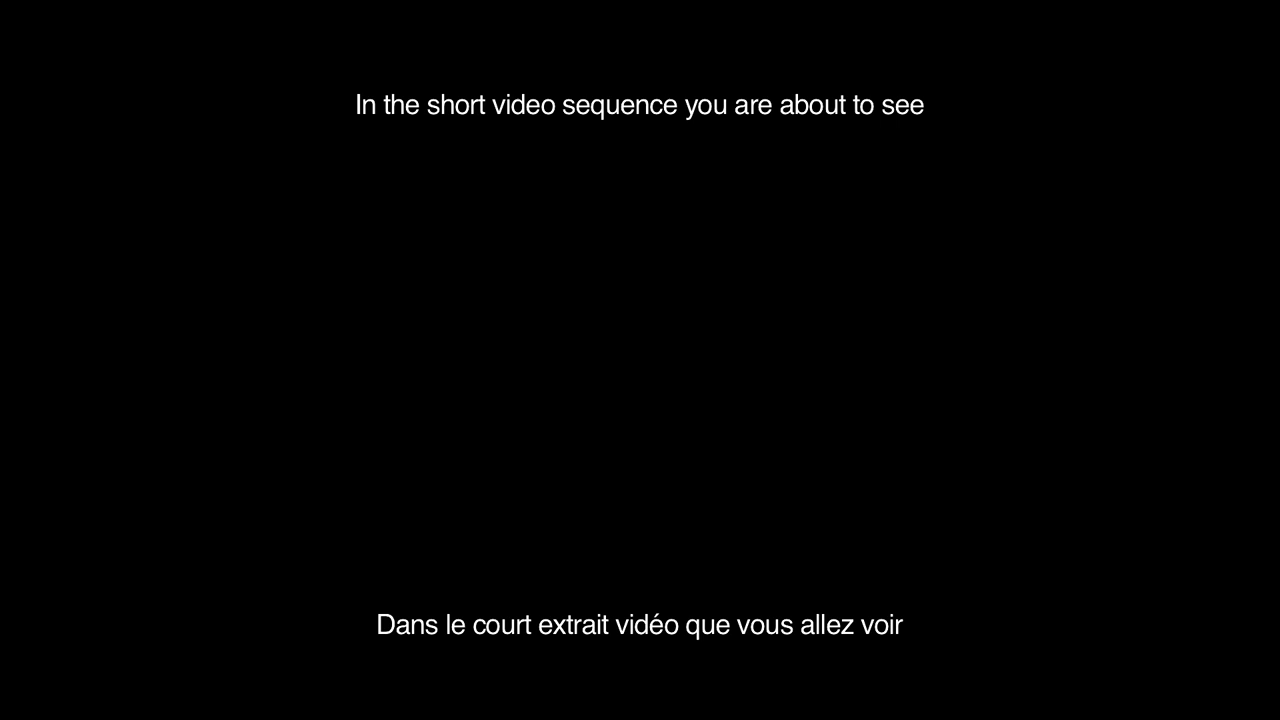 In the short video sequence you are about to see
Dans le court extrait vidéo que vous allez voir